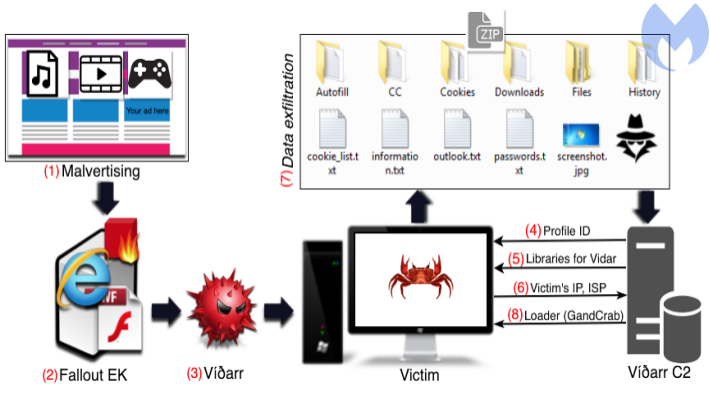 ZIP
Your ad here
(1) Malvertising
(7) Data exfiltration
Autofill
CC
Cookies
Downloads
Files
History
cookie_list.t
xt
informatio
n.txt
outlook.txt
passwords.t
xt
screenshot.
jpg
(4) Profile ID
(5) Libraries for Vidar
(6) Victim's IP, ISP
(8) Loader (GandCrab)
(2) Fallout EK
(3) Víðarr
Victim
Víðarr C2